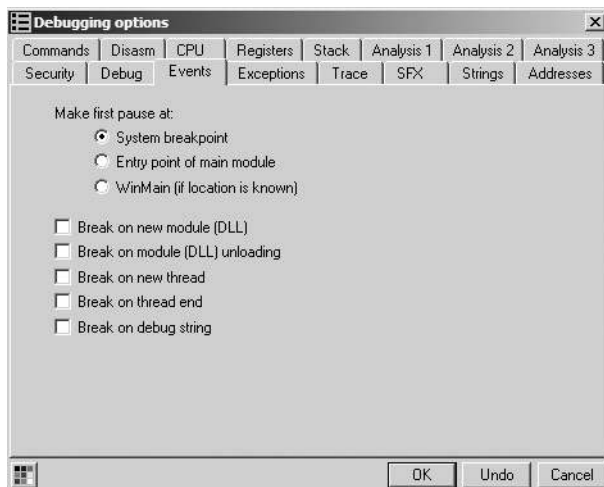 Debugging options
Commands Disasm CPU Registers Stack Analysis 1 Analysis 2 Analysis 3
Security Debug Events Exceptions Trace SFX Strings Addresses
Make first pause at:
System breakpoint
Entry point of main module
WinMain (if location is known)
Break on new module (DLL)
Break on module (DLL) unloading
Break on new thread
Break on thread end
Break on debug string
OK Undo Cancel